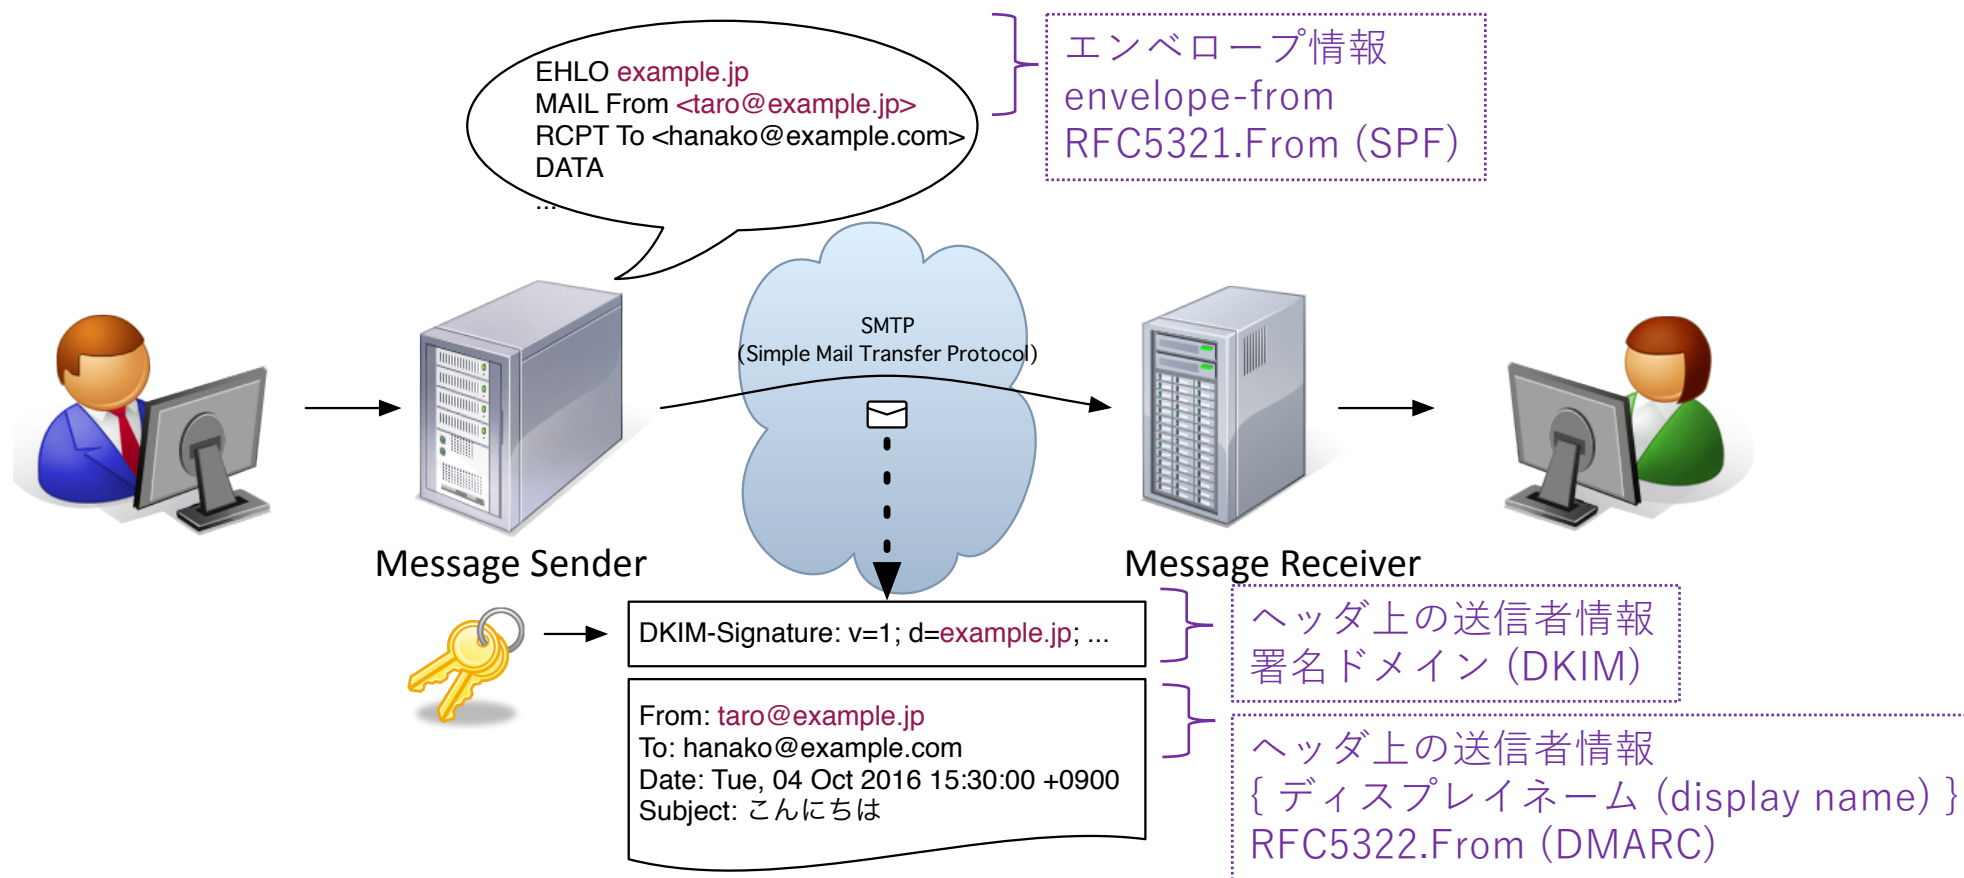 EHLO example.jp
MAIL From <taro@example.jp>
RCPT To <hanako@example.com>
DATA
...
エンベロープ情報
envelope-from
RFC5321.From (SPF)
SMTP
(Simple Mail Transfer Protocol)
Message Sender
Message Receiver
DKIM-Signature: v=1; d=example.jp; ...
ヘッダ上の送信者情報
署名ドメイン (DKIM)
From: taro@example.jp
To: hanako@example.com
Date: Tue, 04 Oct 2016 15:30:00 +0900
Subject: こんにちは
ヘッダ上の送信者情報
{ ディスプレイネーム (display name) }
RFC5322.From (DMARC)